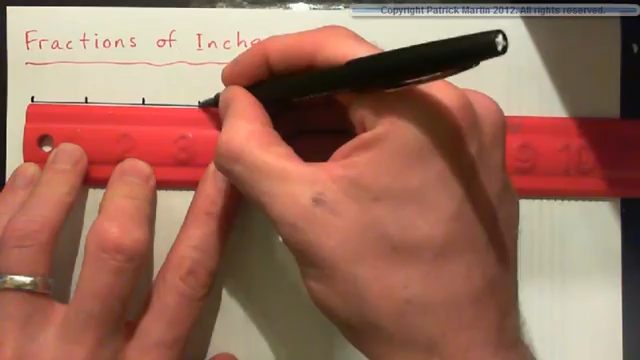 Copyright Patrick Martin 2012. All rights reserved.
Fractions of Inche
2 3 9 10